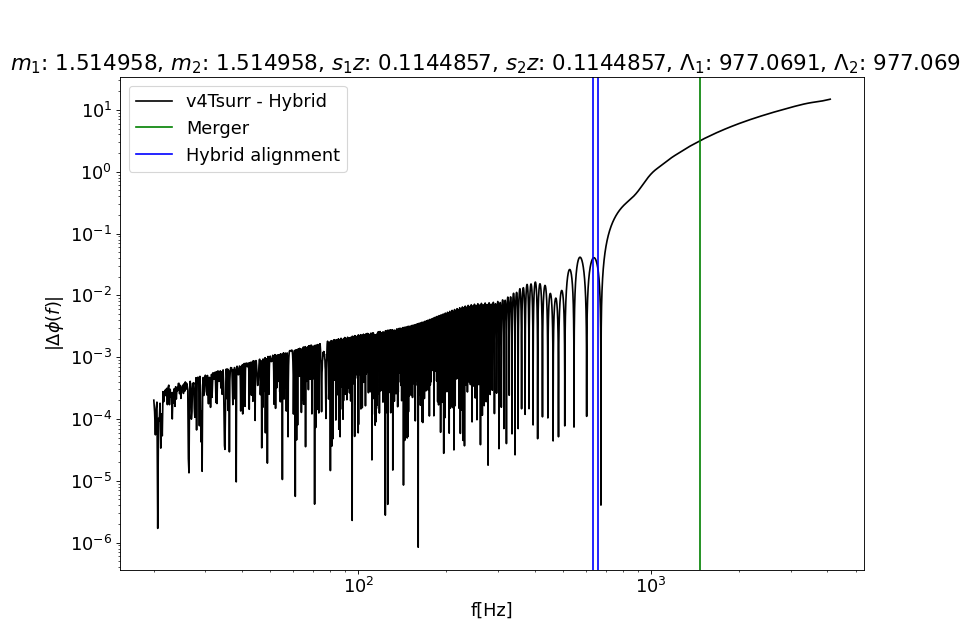 m₁: 1.514958, m₂: 1.514958, s₁z: 0.1144857, s₂z: 0.1144857, Λ₁: 977.0691, Λ₂: 977.069
v4Tsurr - Hybrid
Merger
Hybrid alignment
10¹
10⁰
10⁻¹
10⁻²
10⁻³
10⁻⁴
10⁻⁵
10⁻⁶
|Δϕ(f)|
10²
10³
f[Hz]